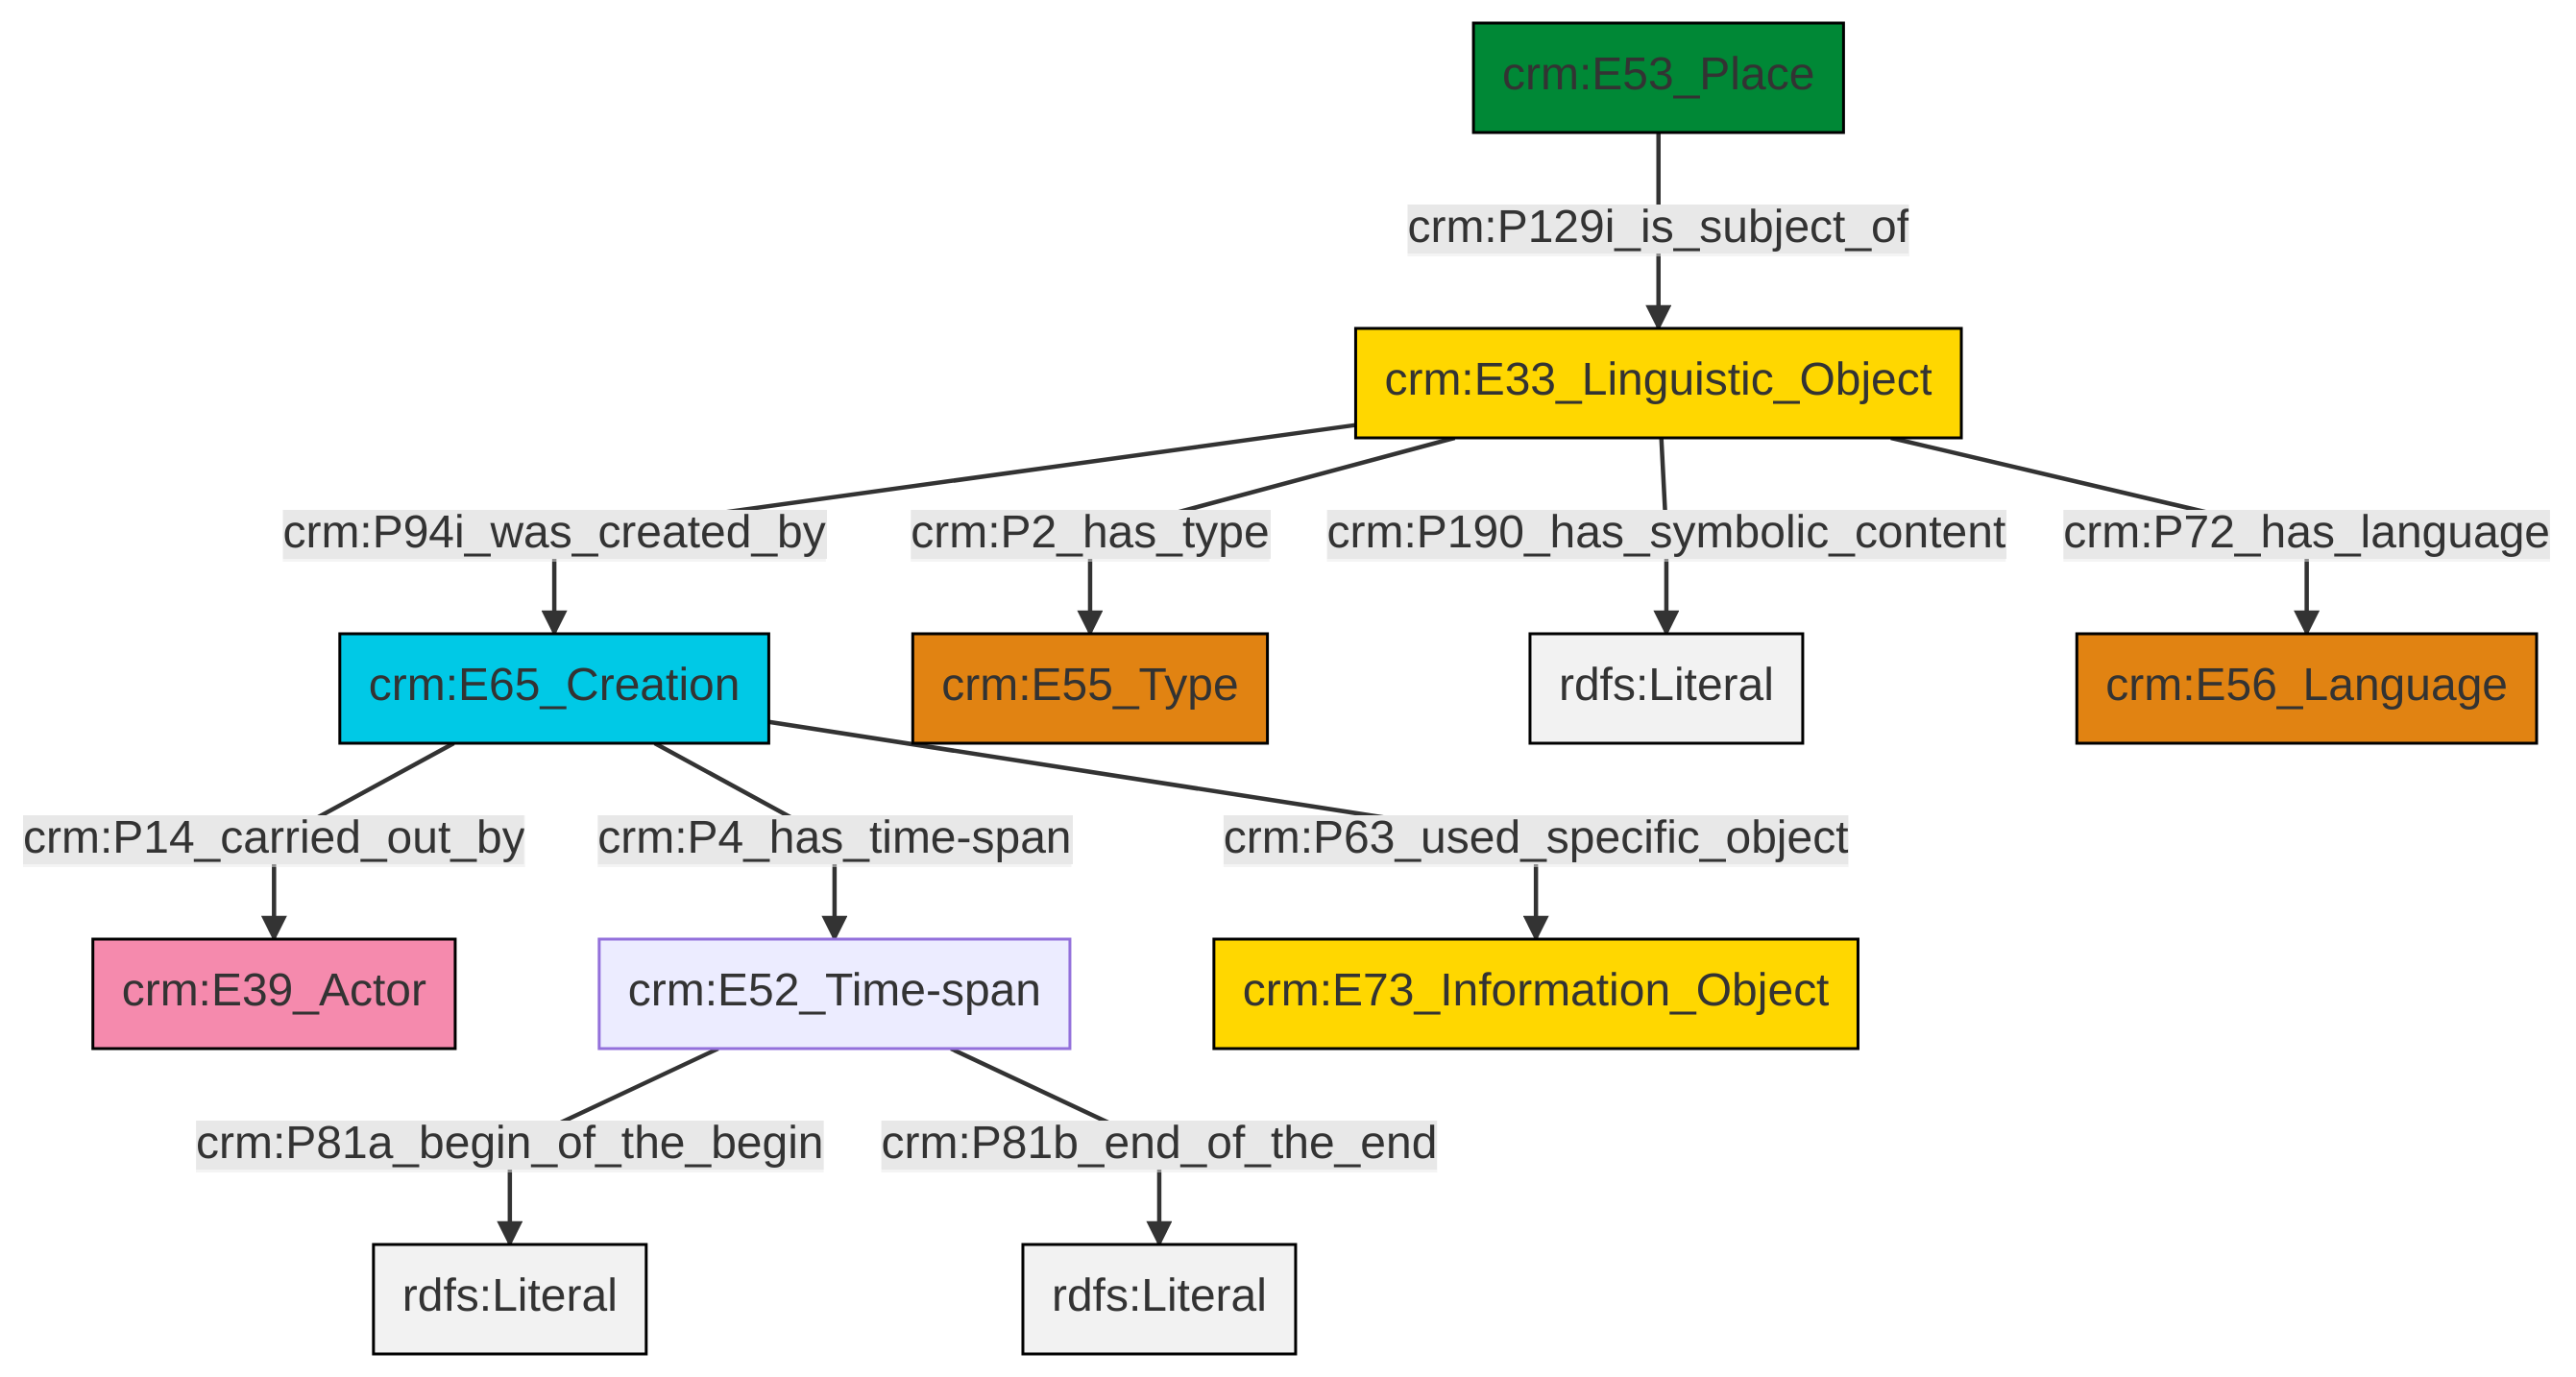 crm:E53_Place
crm:P129i_is_subject_of
crm:E33_Linguistic_Object
crm:P94i_was_created_by
crm:P2_has_type
crm:P190_has_symbolic_content
crm:P72_has_language
crm:E65_Creation
crm:E55_Type
rdfs:Literal
crm:E56_Language
crm:P14_carried_out_by
crm:P4_has_time-span
crm:P63_used_specific_object
crm:E39_Actor
crm:E52_Time-span
crm:E73_Information_Object
crm:P81a_begin_of_the_begin
crm:P81b_end_of_the_end
rdfs:Literal
rdfs:Literal